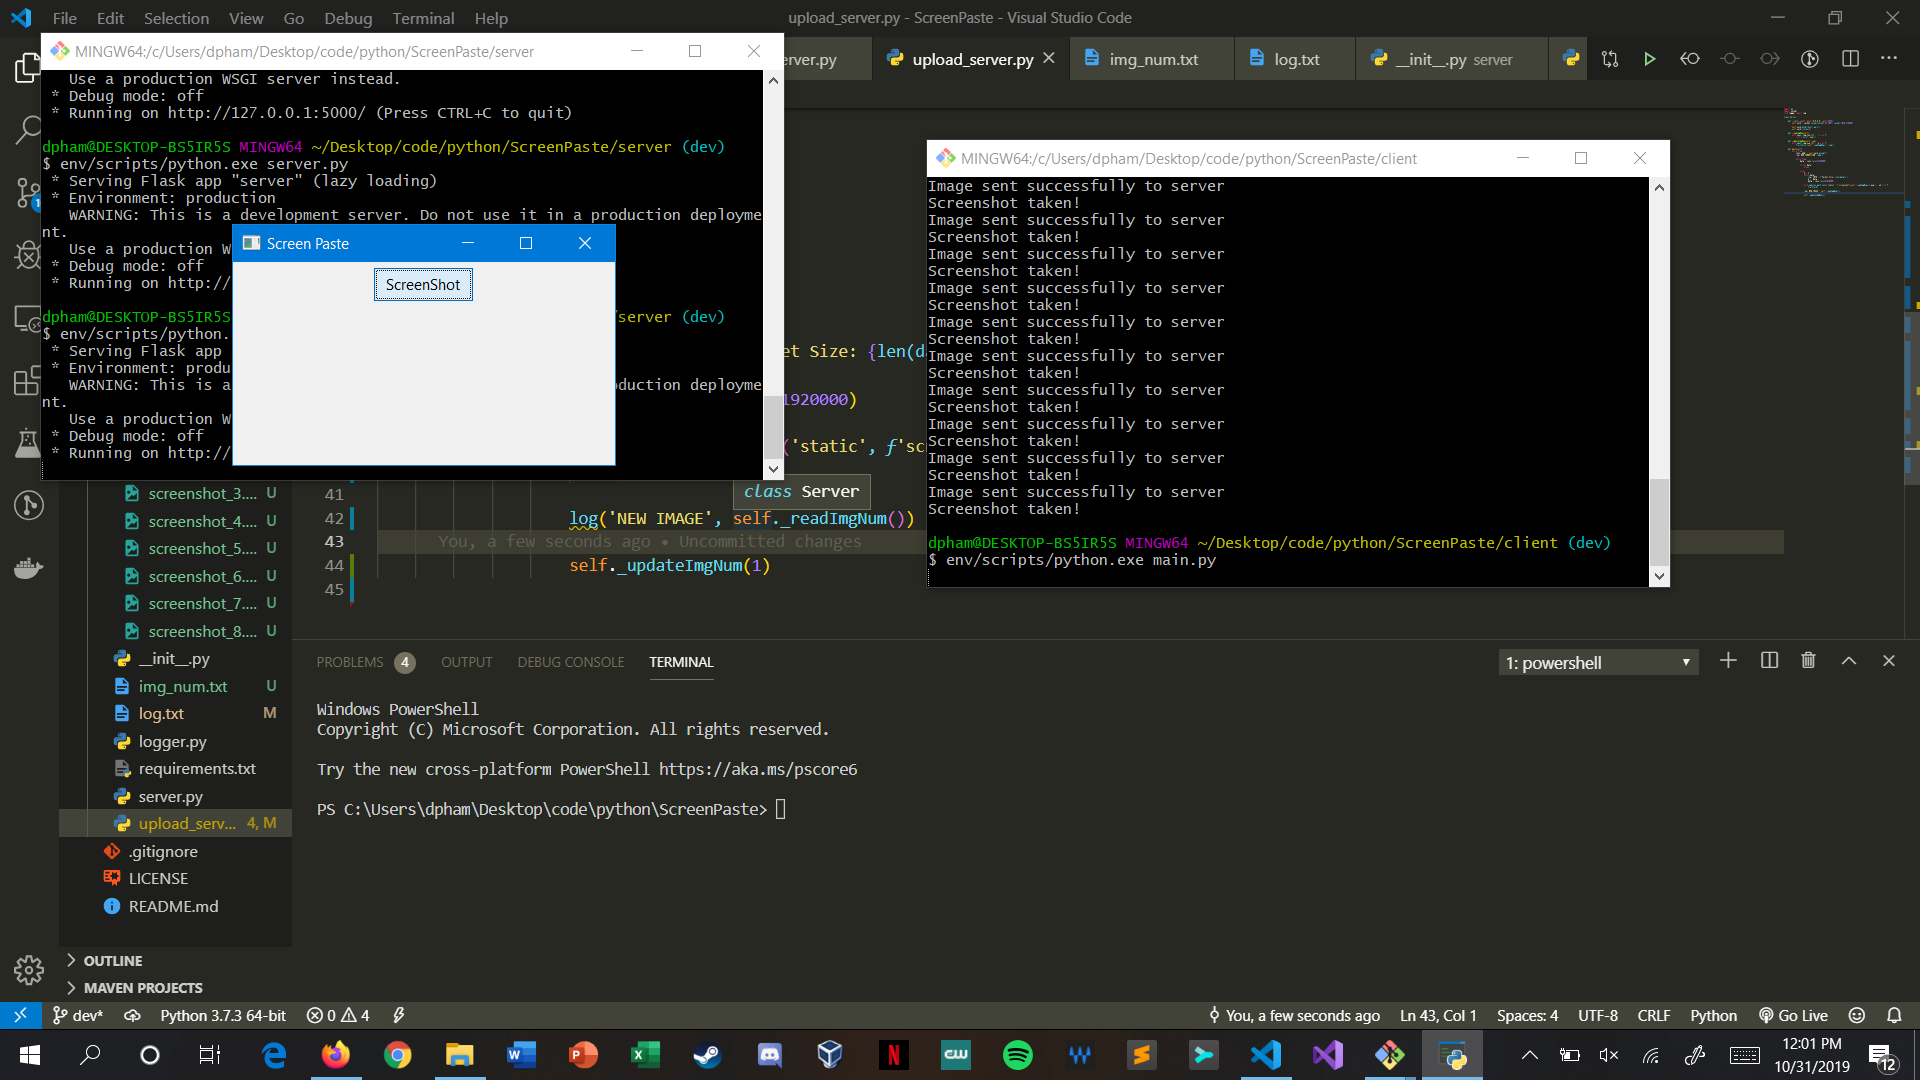 File Edit Selection View Go Debug Terminal Help
upload_server.py - ScreenPaste - Visual Studio Code
MINGW64:/c/Users/dpham/Desktop/code/python/ScreenPaste/server
erver.py
upload_server.py
img_num.txt
log.txt
__init__.py server
Use a production WSGI server instead.
* Debug mode: off
* Running on http://127.0.0.1:5000/ (Press CTRL+C to quit)
dpham@DESKTOP-BS5IR5S MINGW64 ~/Desktop/code/python/ScreenPaste/server (dev)
$ env/scripts/python.exe server.py
* Serving Flask app "server" (lazy loading)
* Environment: production
WARNING: This is a development server. Do not use it in a production deployme
nt.
Use a production W
* Debug mode: off
* Running on http://
dpham@DESKTOP-BS5IR5S
/server (dev)
$ env/scripts/python.
* Serving Flask app
* Environment: produ
WARNING: This is a
duction deployme
nt.
Use a production W
* Debug mode: off
* Running on http://
Screen Paste
ScreenShot
MINGW64:/c/Users/dpham/Desktop/code/python/ScreenPaste/client
Image sent successfully to server
Screenshot taken!
Image sent successfully to server
Screenshot taken!
Image sent successfully to server
Screenshot taken!
Image sent successfully to server
Screenshot taken!
Image sent successfully to server
Screenshot taken!
Image sent successfully to server
Screenshot taken!
Image sent successfully to server
Screenshot taken!
Image sent successfully to server
Screenshot taken!
Image sent successfully to server
Screenshot taken!
Image sent successfully to server
Screenshot taken!
dpham@DESKTOP-BS5IR5S MINGW64 ~/Desktop/code/python/ScreenPaste/client (dev)
$ env/scripts/python.exe main.py
et Size: {len(d
1920000)
('static', f'sc
class Server
41
42 log('NEW IMAGE', self._readImgNum())
43 You, a few seconds ago • Uncommitted changes
44 self._updateImgNum(1)
45
screenshot_3.... U
screenshot_4.... U
screenshot_5.... U
screenshot_6.... U
screenshot_7.... U
screenshot_8.... U
__init__.py
img_num.txt U
log.txt M
logger.py
requirements.txt
server.py
upload_serv... 4, M
.gitignore
LICENSE
README.md
OUTLINE
MAVEN PROJECTS
PROBLEMS 4 OUTPUT DEBUG CONSOLE TERMINAL
1: powershell
Windows PowerShell
Copyright (C) Microsoft Corporation. All rights reserved.
Try the new cross-platform PowerShell https://aka.ms/pscore6
PS C:\Users\dpham\Desktop\code\python\ScreenPaste>
dev* Python 3.7.3 64-bit 0 4
You, a few seconds ago Ln 43, Col 1 Spaces: 4 UTF-8 CRLF Python Go Live
12:01 PM
10/31/2019
12